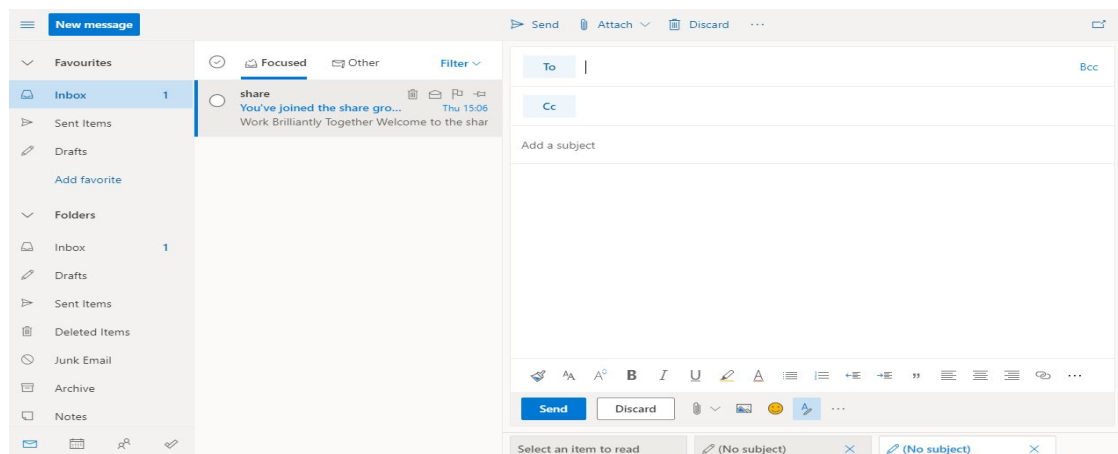 New message
Send Attach Discard ...
Favourites
Inbox 1
Sent Items
Drafts
Add favorite
Folders
Inbox 1
Drafts
Sent Items
Deleted Items
Junk Email
Archive
Notes
Focused Other Filter
share
You've joined the share gro... Thu 15:06
Work Brilliantly Together Welcome to the shar
To Bcc
Cc
Add a subject
B I U A
Send Discard ...
Select an item to read (No subject) (No subject)